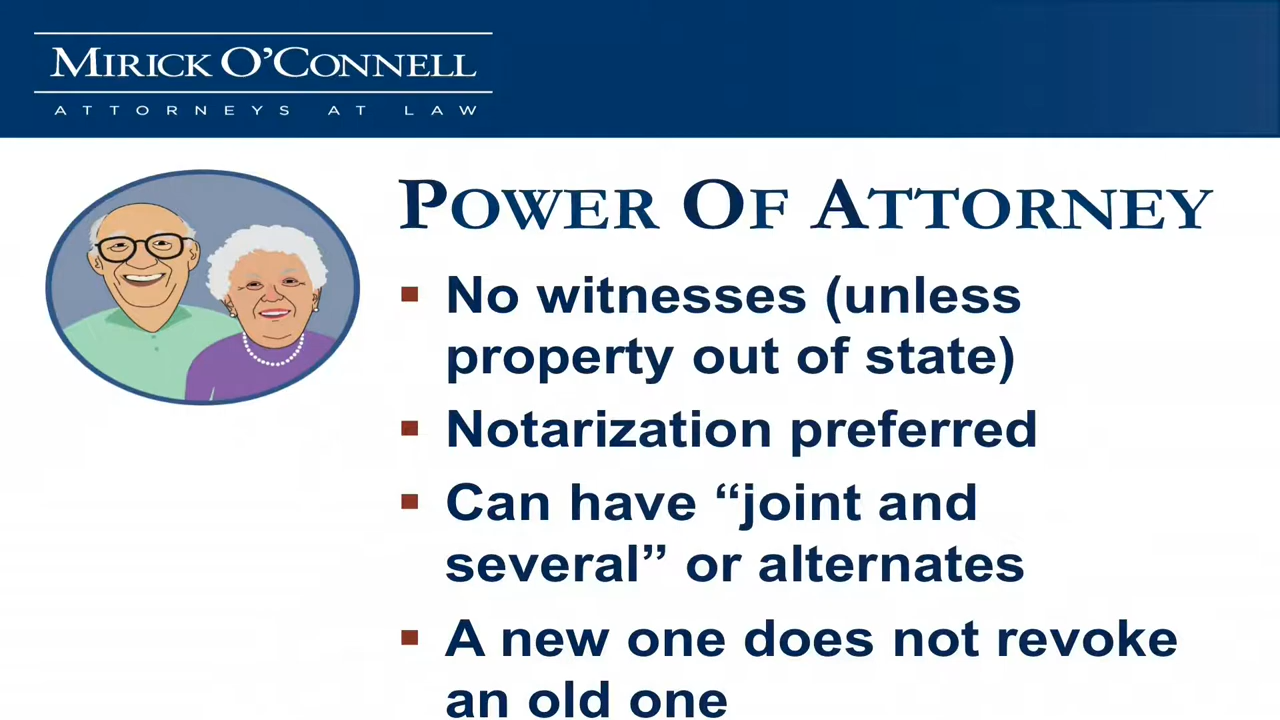 MIRICK O'CONNELL
ATTORNEYS AT LAW
POWER OF ATTORNEY
▪ No witnesses (unless
property out of state)
▪ Notarization preferred
▪ Can have “joint and
several” or alternates
▪ A new one does not revoke
an old one